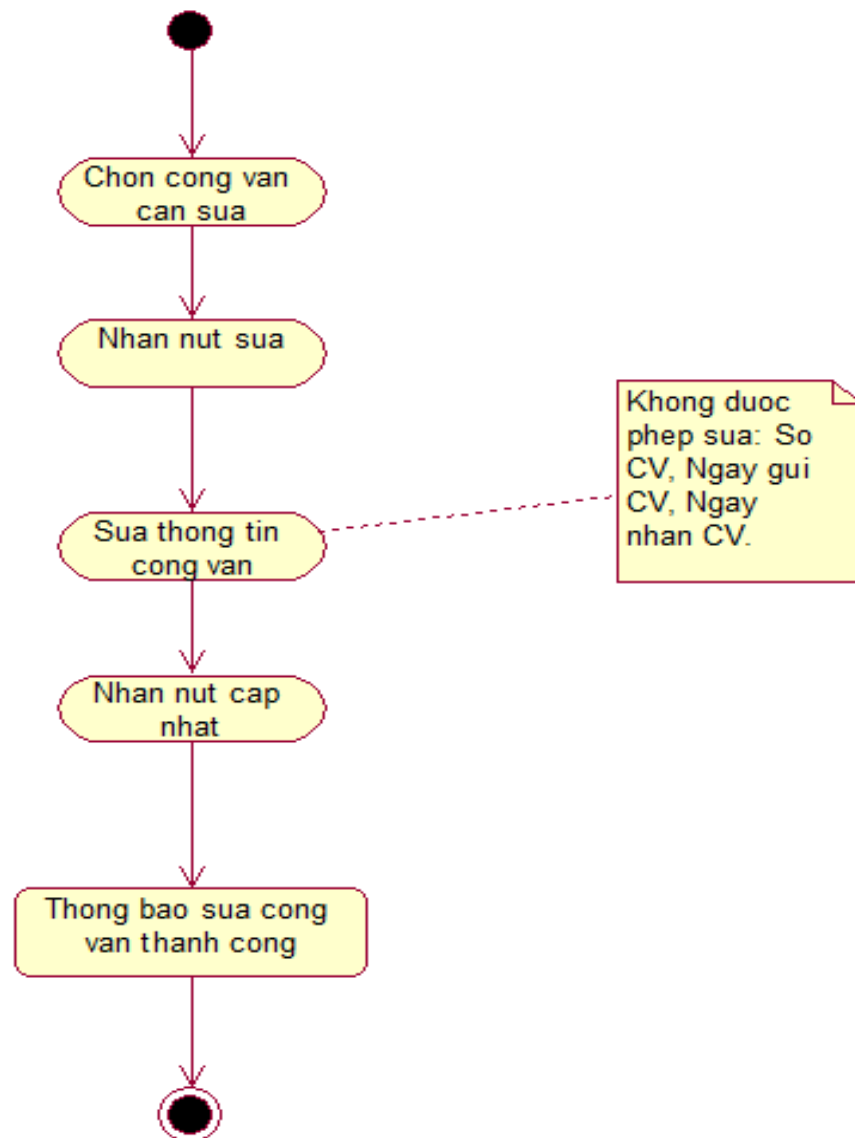 Chon cong van
can sua
Nhan nut sua
Khong duoc
phep sua: So
CV, Ngay gui
CV, Ngay
nhan CV.
Sua thong tin
cong van
Nhan nut cap
nhat
Thong bao sua cong
van thanh cong